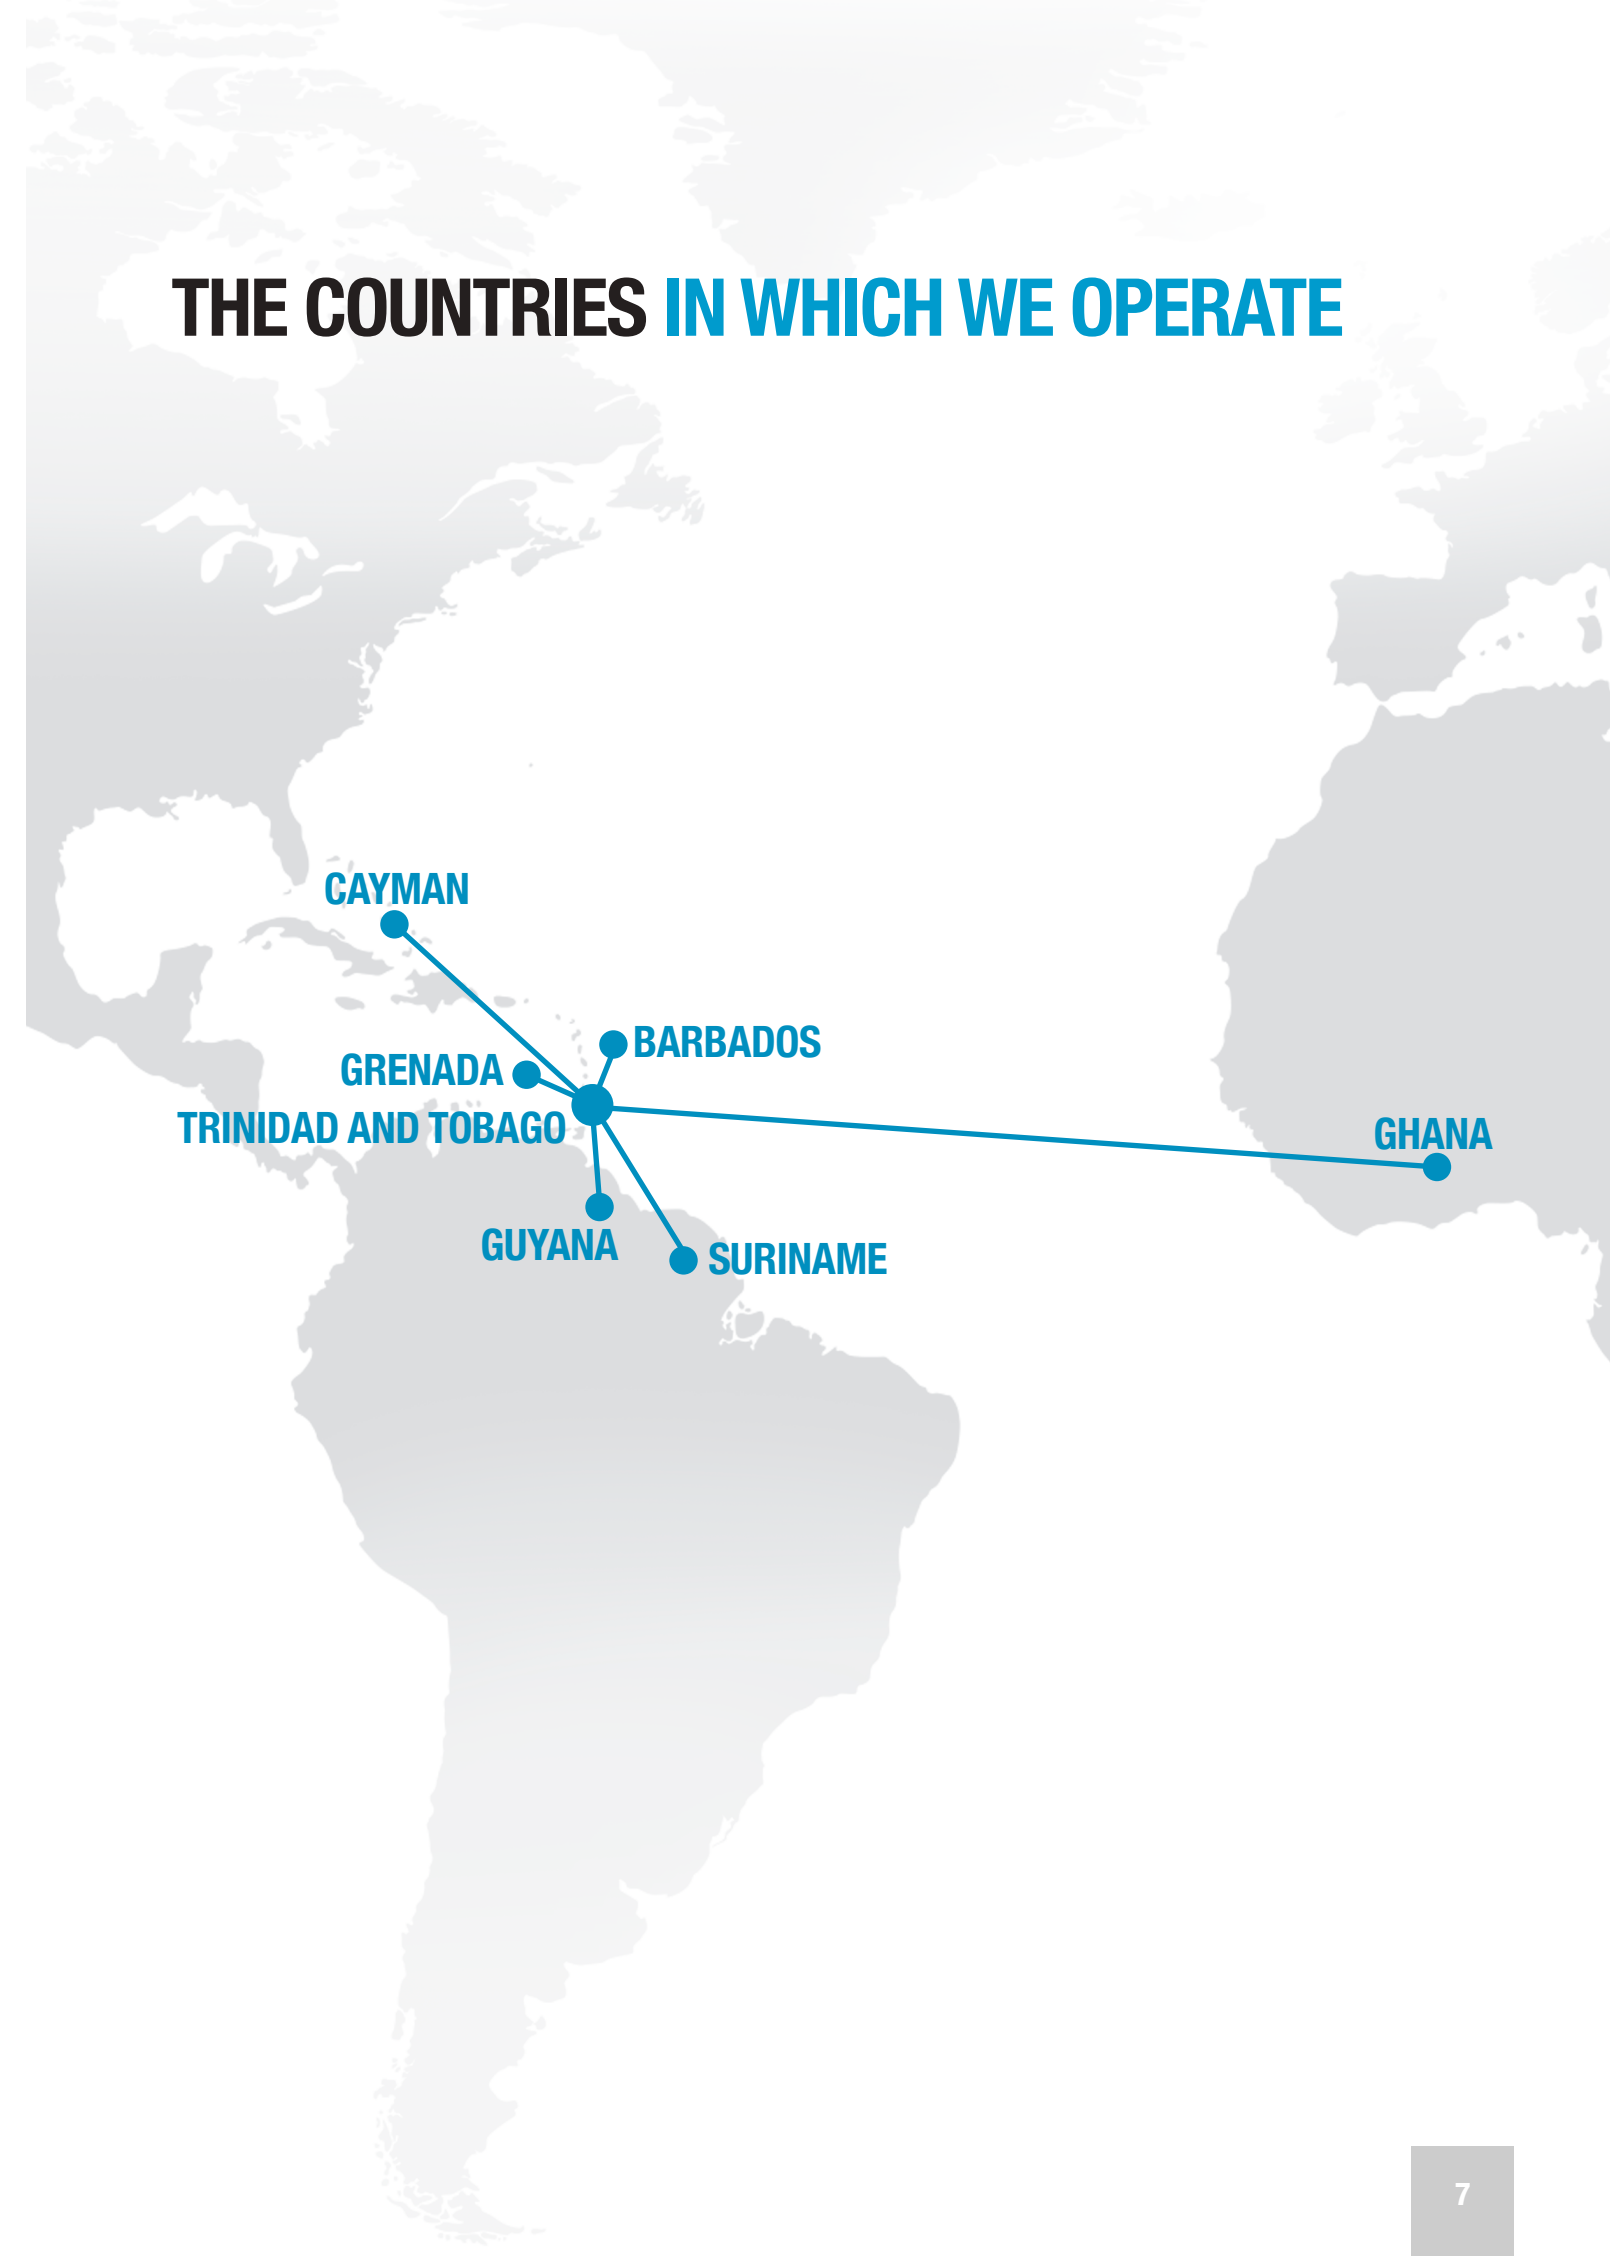 THE COUNTRIES IN WHICH WE OPERATE
CAYMAN
BARBADOS
GRENADA
TRINIDAD AND TOBAGO
GHANA
GUYANA
SURINAME
7